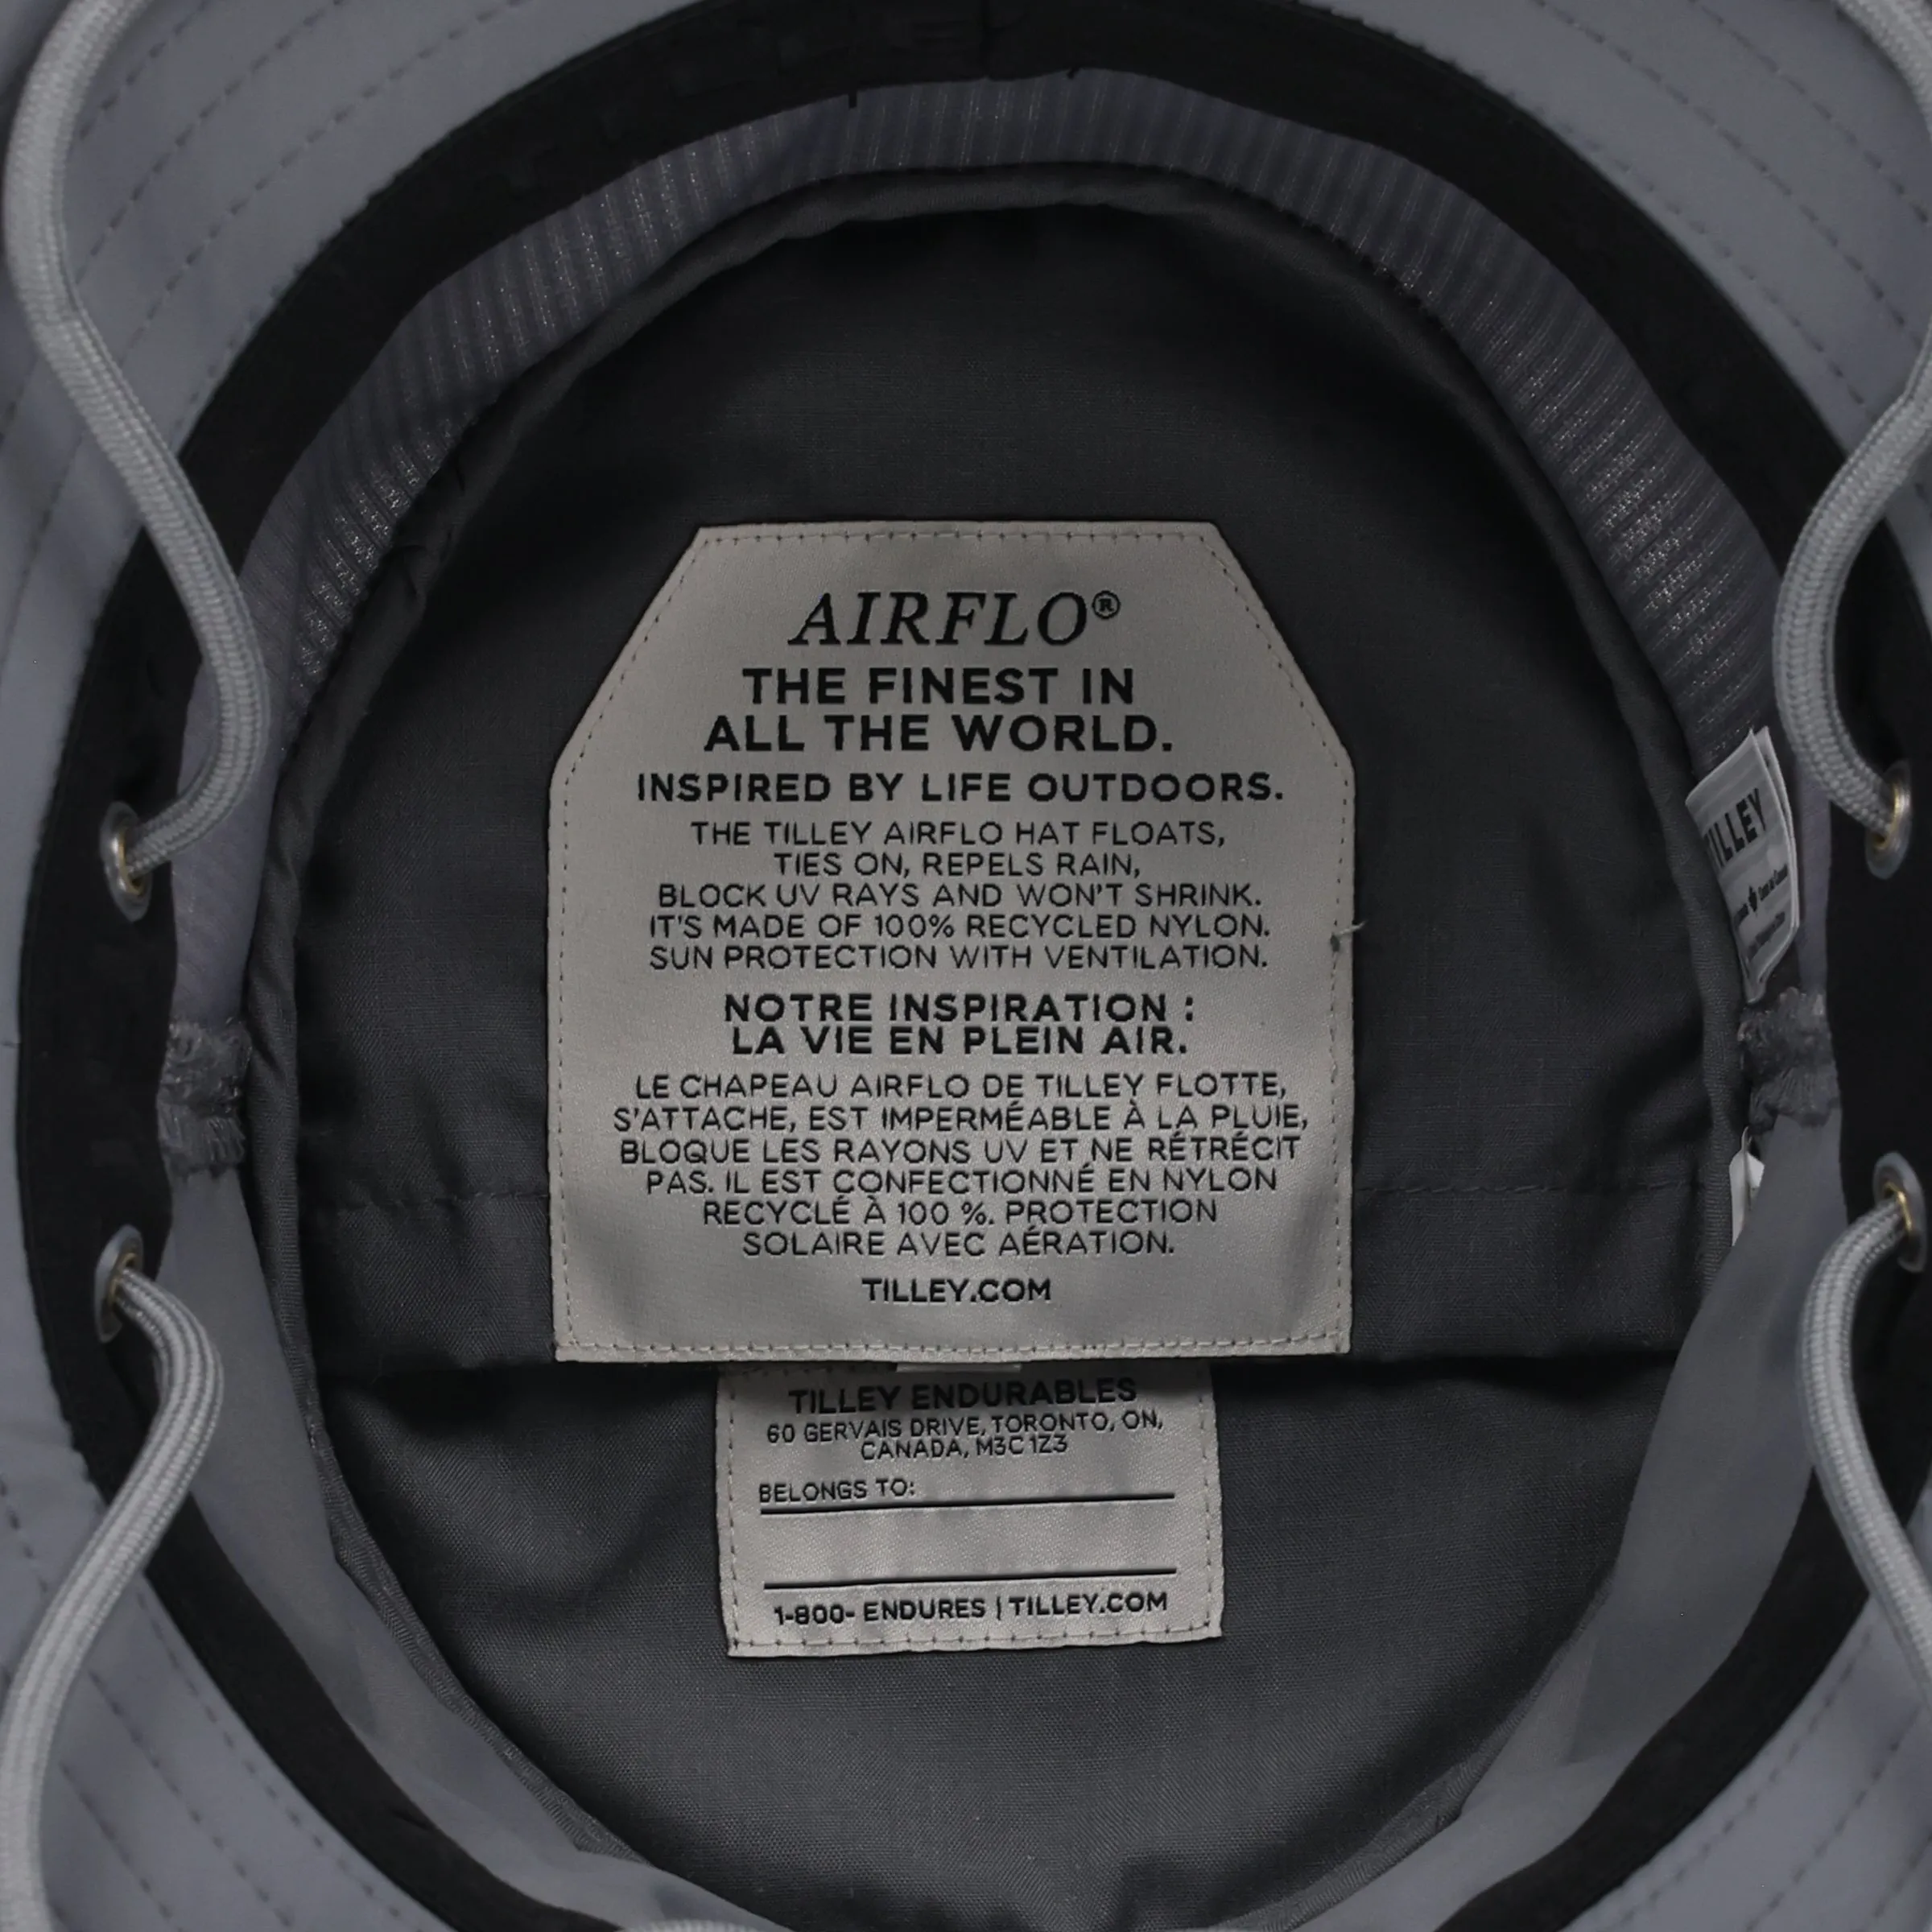 AIRFLO®
THE FINEST IN
ALL THE WORLD.
INSPIRED BY LIFE OUTDOORS.
THE TILLEY AIRFLO HAT FLOATS,
TIES ON, REPELS RAIN,
BLOCK UV RAYS AND WON'T SHRINK.
IT'S MADE OF 100% RECYCLED NYLON.
SUN PROTECTION WITH VENTILATION.
NOTRE INSPIRATION :
LA VIE EN PLEIN AIR.
LE CHAPEAU AIRFLO DE TILLEY FLOTTE,
S'ATTACHE, EST IMPERMÉABLE À LA PLUIE,
BLOQUE LES RAYONS UV ET NE RÉTRÉCIT
PAS. IL EST CONFECTIONNÉ EN NYLON
RECYCLÉ À 100 %. PROTECTION
SOLAIRE AVEC AÉRATION.
TILLEY.COM
TILLEY ENDURABLES
60 GERVAIS DRIVE, TORONTO, ON,
CANADA, M3C 1Z3
BELONGS TO:
1-800- ENDURES | TILLEY.COM
TILLEY